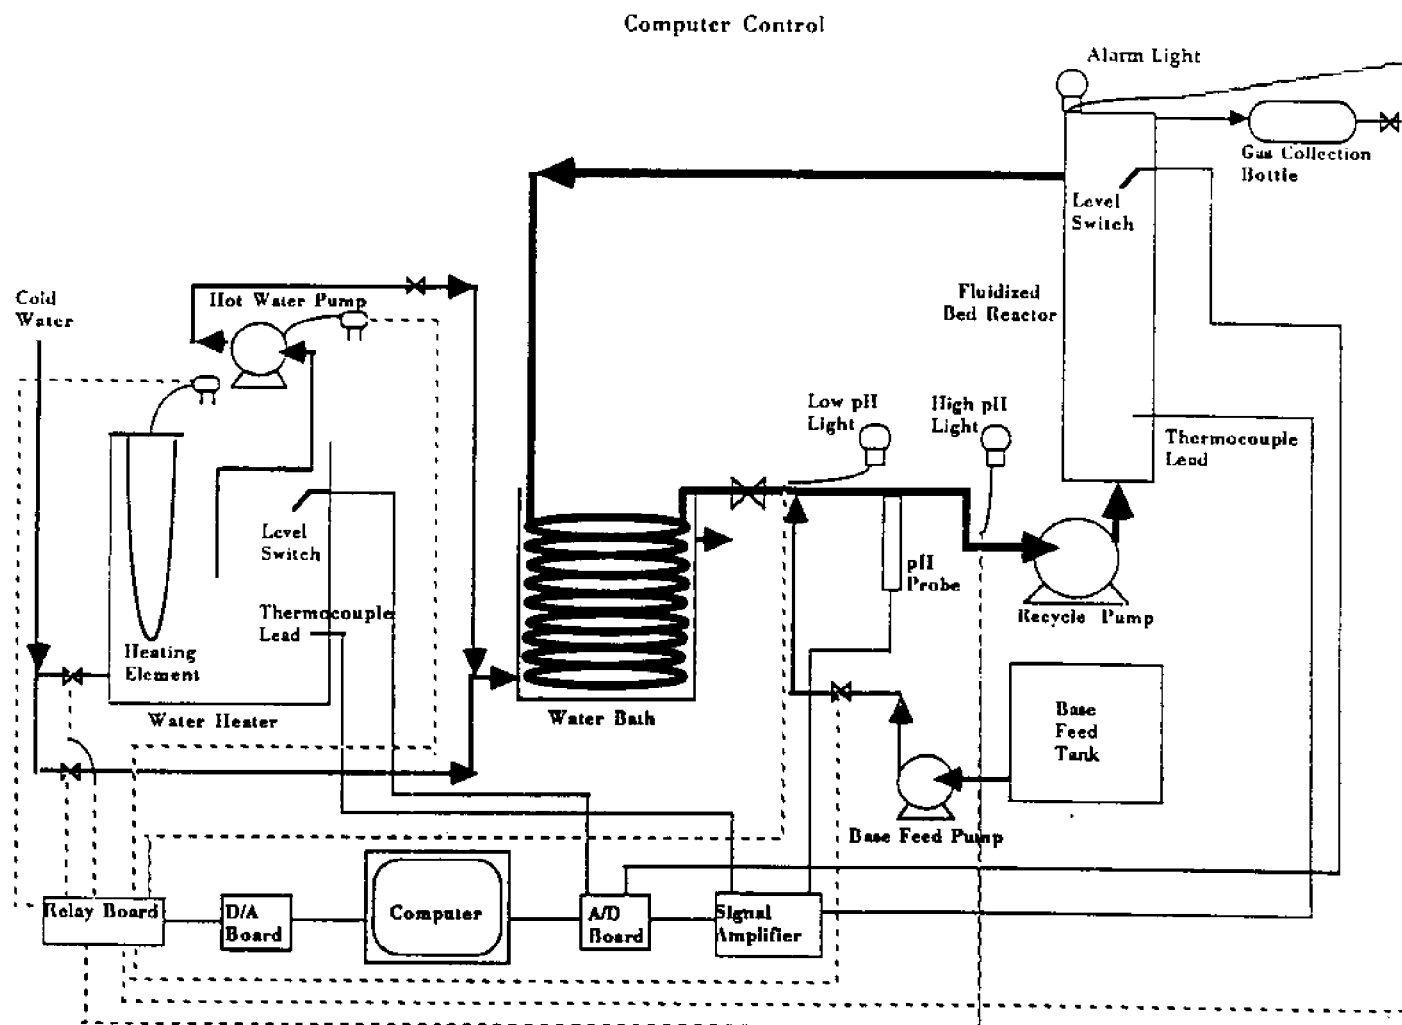 Computer Control
Alarm Light
Gas Collection
Bottle
Level
Switch
Cold
Water
Hot Water Pump
Fluidized
Bed Reactor
Low pH
Light
High pH
Light
Thermocouple
Lead
Level
Switch
pH
Probe
Thermocouple
Lead
Recycle Pump
Heating
Element
Water Heater
Water Bath
Base
Feed
Tank
Base Feed Pump
Relay Board
D/A
Board
Computer
A/D
Board
Signal
Amplifier